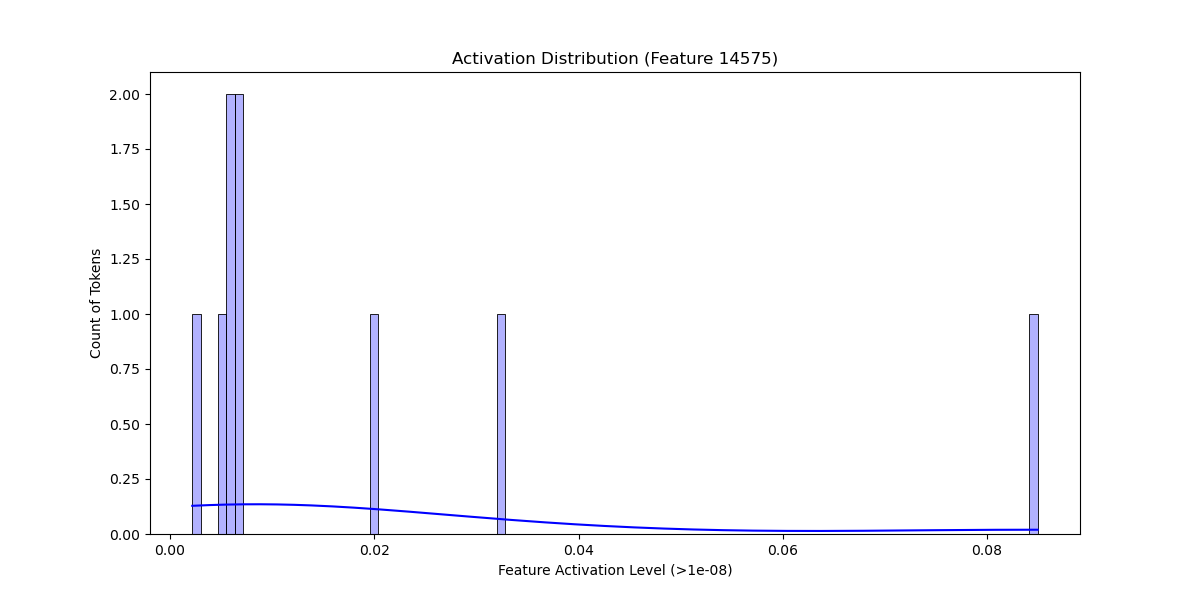 Activation Distribution (Feature 14575)
Count of Tokens
2.00
1.75
1.50
1.25
1.00
0.75
0.50
0.25
0.00
0.00 0.02 0.04 0.06 0.08
Feature Activation Level (>1e-08)